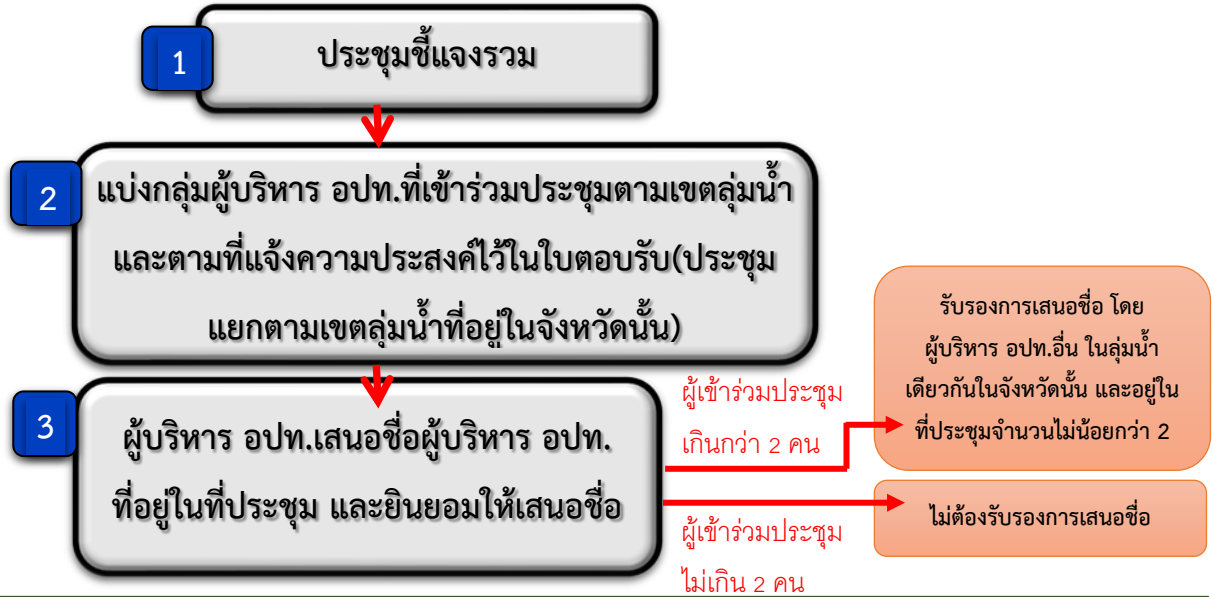 1
ประชุมชี้แจงรวม
2
แบ่งกลุ่มผู้บริหาร อปท.ที่เข้าร่วมประชุมตามเขตลุ่มน้ำ
และตามที่แจ้งความประสงค์ไว้ในใบตอบรับ(ประชุม
แยกตามเขตลุ่มน้ำที่อยู่ในจังหวัดนั้น)
3
ผู้บริหาร อปท.เสนอชื่อผู้บริหาร อปท.
ที่อยู่ในที่ประชุม และยินยอมให้เสนอชื่อ
ผู้เข้าร่วมประชุม
เกินกว่า 2 คน
รับรองการเสนอชื่อ โดย
ผู้บริหาร อปท.อื่น ในลุ่มน้ำ
เดียวกันในจังหวัดนั้น และอยู่ใน
ที่ประชุมจำนวนไม่น้อยกว่า 2
ผู้เข้าร่วมประชุม
ไม่เกิน 2 คน
ไม่ต้องรับรองการเสนอชื่อ